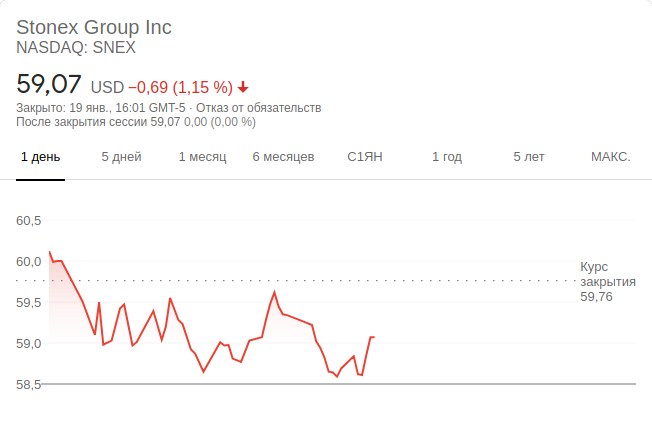 Stonex Group Inc
NASDAQ: SNEX
59,07 USD −0,69 (1,15 %)
Закрыто: 19 янв., 16:01 GMT-5 · Отказ от обязательств
После закрытия сессии 59,07 0,00 (0,00 %)
1 день 5 дней 1 месяц 6 месяцев С1ЯН 1 год 5 лет МАКС.
60,5
60,0
Курс
закрытия
59,76
59,5
59,0
58,5